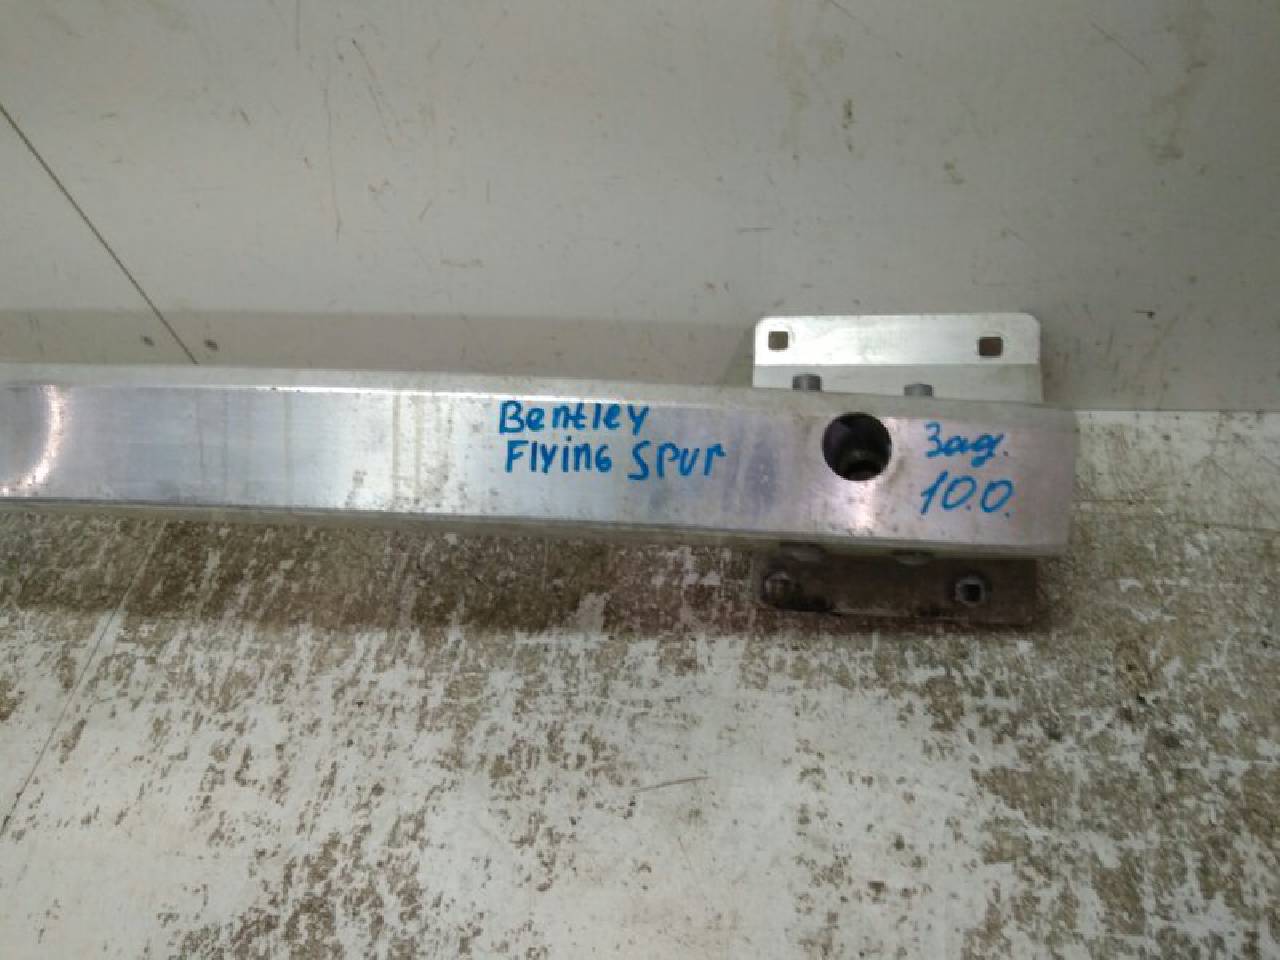 Bentley
Flying Spur
Зад.
10.0.